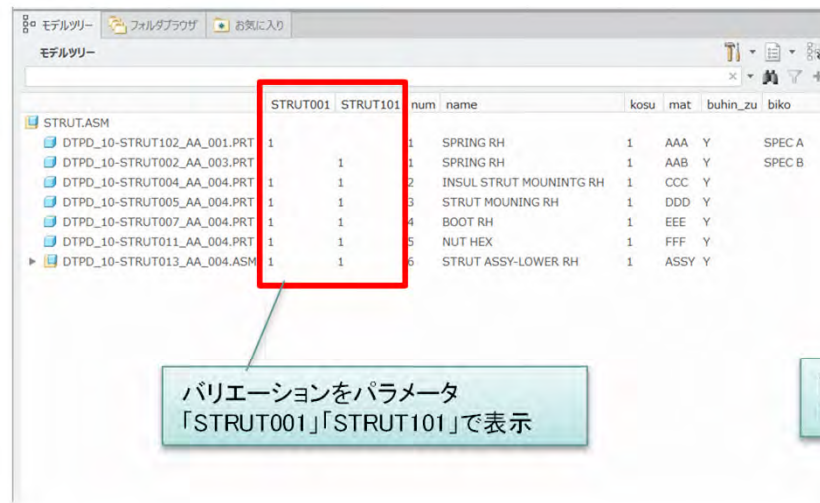 モデルツリー フォルダブラウザ お気に入り
モデルツリー
STRUT001 STRUT101 num name kosu mat buhin_zu biko
STRUT.ASM
DTPD_10-STRUT102_AA_001.PRT 1 1 SPRING RH 1 AAA Y SPEC A
DTPD_10-STRUT002_AA_003.PRT 1 1 SPRING RH 1 AAB Y SPEC B
DTPD_10-STRUT004_AA_004.PRT 1 1 2 INSUL STRUT MOUNINTG RH 1 CCC Y
DTPD_10-STRUT005_AA_004.PRT 1 1 3 STRUT MOUNING RH 1 DDD Y
DTPD_10-STRUT007_AA_004.PRT 1 1 4 BOOT RH 1 EEE Y
DTPD_10-STRUT011_AA_004.PRT 1 1 5 NUT HEX 1 FFF Y
DTPD_10-STRUT013_AA_004.ASM 1 1 6 STRUT ASSY-LOWER RH 1 ASSY Y
バリエーションをパラメータ
「STRUT001」「STRUT101」で表示